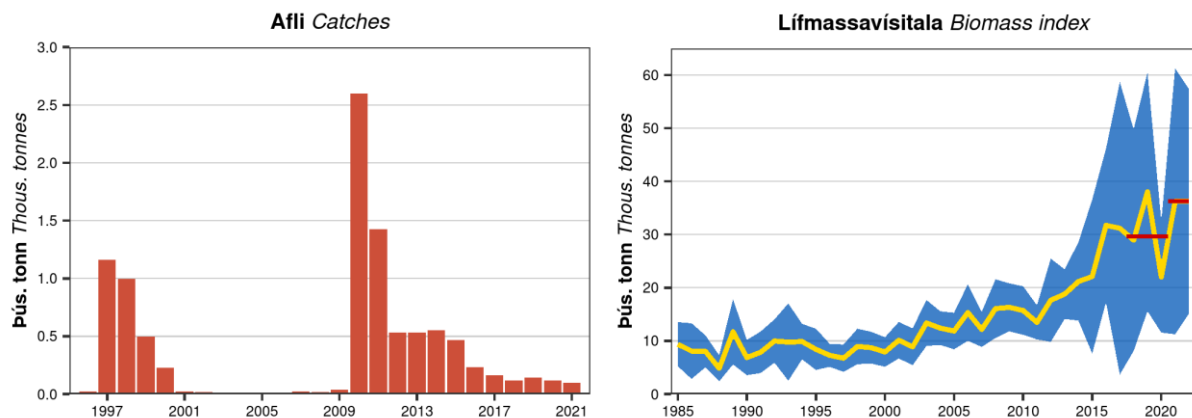 Afli Catches
Þús. tonn Thous. tonnes
3.0
2.5
2.0
1.5
1.0
0.5
0.0
1997 2001 2005 2009 2013 2017 2021
Lífmassavísitala Biomass index
Þús. tonn Thous. tonnes
60
50
40
30
20
10
0
1985 1990 1995 2000 2005 2010 2015 2020